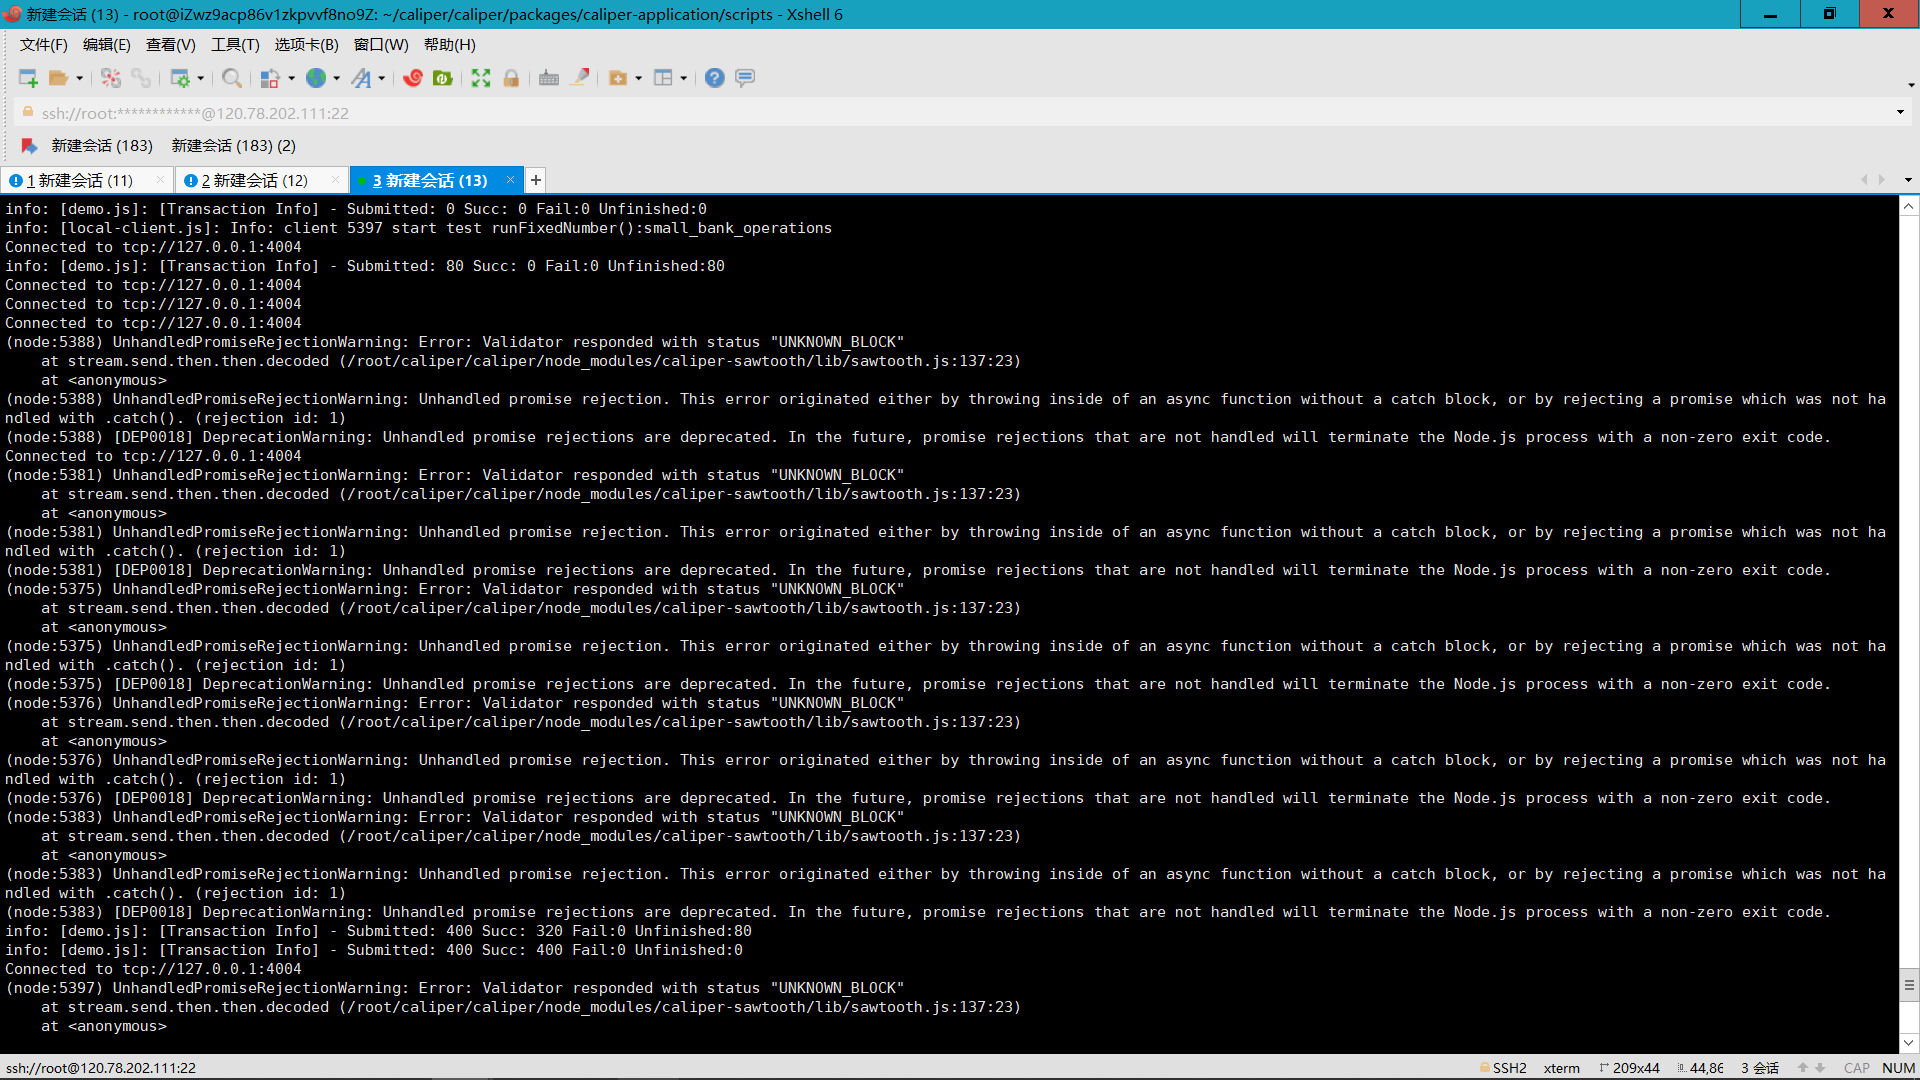 新建会话 (13) - root@iZwz9acp86v1zkpvvf8no9Z: ~/caliper/caliper/packages/caliper-application/scripts - Xshell 6
文件(F) 编辑(E) 查看(V) 工具(T) 选项卡(B) 窗口(W) 帮助(H)
ssh://root:************@120.78.202.111:22
新建会话 (183) 新建会话 (183) (2)
1 新建会话 (11) 2 新建会话 (12) 3 新建会话 (13)
info: [demo.js]: [Transaction Info] - Submitted: 0 Succ: 0 Fail:0 Unfinished:0
info: [local-client.js]: Info: client 5397 start test runFixedNumber():small_bank_operations
Connected to tcp://127.0.0.1:4004
info: [demo.js]: [Transaction Info] - Submitted: 80 Succ: 0 Fail:0 Unfinished:80
Connected to tcp://127.0.0.1:4004
Connected to tcp://127.0.0.1:4004
Connected to tcp://127.0.0.1:4004
(node:5388) UnhandledPromiseRejectionWarning: Error: Validator responded with status "UNKNOWN_BLOCK"
    at stream.send.then.then.decoded (/root/caliper/caliper/node_modules/caliper-sawtooth/lib/sawtooth.js:137:23)
    at <anonymous>
(node:5388) UnhandledPromiseRejectionWarning: Unhandled promise rejection. This error originated either by throwing inside of an async function without a catch block, or by rejecting a promise which was not ha
ndled with .catch(). (rejection id: 1)
(node:5388) [DEP0018] DeprecationWarning: Unhandled promise rejections are deprecated. In the future, promise rejections that are not handled will terminate the Node.js process with a non-zero exit code.
Connected to tcp://127.0.0.1:4004
(node:5381) UnhandledPromiseRejectionWarning: Error: Validator responded with status "UNKNOWN_BLOCK"
    at stream.send.then.then.decoded (/root/caliper/caliper/node_modules/caliper-sawtooth/lib/sawtooth.js:137:23)
    at <anonymous>
(node:5381) UnhandledPromiseRejectionWarning: Unhandled promise rejection. This error originated either by throwing inside of an async function without a catch block, or by rejecting a promise which was not ha
ndled with .catch(). (rejection id: 1)
(node:5381) [DEP0018] DeprecationWarning: Unhandled promise rejections are deprecated. In the future, promise rejections that are not handled will terminate the Node.js process with a non-zero exit code.
(node:5375) UnhandledPromiseRejectionWarning: Error: Validator responded with status "UNKNOWN_BLOCK"
    at stream.send.then.then.decoded (/root/caliper/caliper/node_modules/caliper-sawtooth/lib/sawtooth.js:137:23)
    at <anonymous>
(node:5375) UnhandledPromiseRejectionWarning: Unhandled promise rejection. This error originated either by throwing inside of an async function without a catch block, or by rejecting a promise which was not ha
ndled with .catch(). (rejection id: 1)
(node:5375) [DEP0018] DeprecationWarning: Unhandled promise rejections are deprecated. In the future, promise rejections that are not handled will terminate the Node.js process with a non-zero exit code.
(node:5376) UnhandledPromiseRejectionWarning: Error: Validator responded with status "UNKNOWN_BLOCK"
    at stream.send.then.then.decoded (/root/caliper/caliper/node_modules/caliper-sawtooth/lib/sawtooth.js:137:23)
    at <anonymous>
(node:5376) UnhandledPromiseRejectionWarning: Unhandled promise rejection. This error originated either by throwing inside of an async function without a catch block, or by rejecting a promise which was not ha
ndled with .catch(). (rejection id: 1)
(node:5376) [DEP0018] DeprecationWarning: Unhandled promise rejections are deprecated. In the future, promise rejections that are not handled will terminate the Node.js process with a non-zero exit code.
(node:5383) UnhandledPromiseRejectionWarning: Error: Validator responded with status "UNKNOWN_BLOCK"
    at stream.send.then.then.decoded (/root/caliper/caliper/node_modules/caliper-sawtooth/lib/sawtooth.js:137:23)
    at <anonymous>
(node:5383) UnhandledPromiseRejectionWarning: Unhandled promise rejection. This error originated either by throwing inside of an async function without a catch block, or by rejecting a promise which was not ha
ndled with .catch(). (rejection id: 1)
(node:5383) [DEP0018] DeprecationWarning: Unhandled promise rejections are deprecated. In the future, promise rejections that are not handled will terminate the Node.js process with a non-zero exit code.
info: [demo.js]: [Transaction Info] - Submitted: 400 Succ: 320 Fail:0 Unfinished:80
info: [demo.js]: [Transaction Info] - Submitted: 400 Succ: 400 Fail:0 Unfinished:0
Connected to tcp://127.0.0.1:4004
(node:5397) UnhandledPromiseRejectionWarning: Error: Validator responded with status "UNKNOWN_BLOCK"
    at stream.send.then.then.decoded (/root/caliper/caliper/node_modules/caliper-sawtooth/lib/sawtooth.js:137:23)
    at <anonymous>
ssh://root@120.78.202.111:22 SSH2 xterm 209x44 44,86 3 会话 CAP NUM